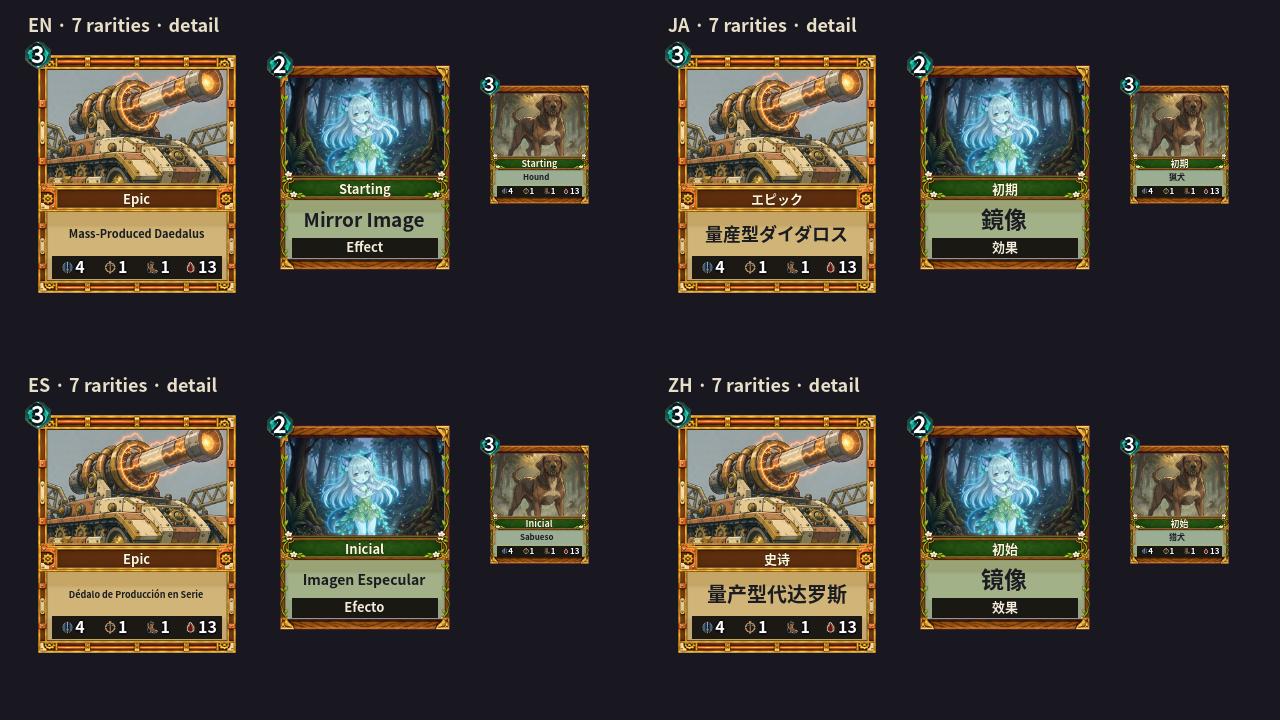 EN · 7 rarities · detail
3
Epic
Mass-Produced Daedalus
4 1 1 13
2
Starting
Mirror Image
Effect
3
Starting
Hound
4 1 1 13
JA · 7 rarities · detail
3
エピック
量産型ダイダロス
4 1 1 13
2
初期
鏡像
効果
3
初期
猟犬
4 1 1 13
ES · 7 rarities · detail
3
Epic
Dédalo de Producción en Serie
4 1 1 13
2
Inicial
Imagen Especular
Efecto
3
Inicial
Sabueso
4 1 1 13
ZH · 7 rarities · detail
3
史诗
量产型代达罗斯
4 1 1 13
2
初始
镜像
效果
3
初始
猎犬
4 1 1 13